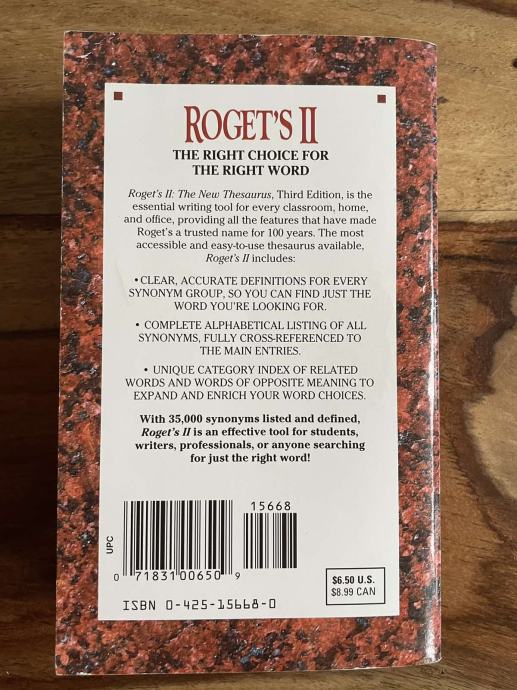 ROGET'S II
THE RIGHT CHOICE FOR
THE RIGHT WORD
Roget's II: The New Thesaurus, Third Edition, is the
essential writing tool for every classroom, home,
and office, providing all the features that have made
Roget's a trusted name for 100 years. The most
accessible and easy-to-use thesaurus available,
Roget's II includes:
• CLEAR, ACCURATE DEFINITIONS FOR EVERY
SYNONYM GROUP, SO YOU CAN FIND JUST THE
WORD YOU'RE LOOKING FOR.
• COMPLETE ALPHABETICAL LISTING OF ALL
SYNONYMS, FULLY CROSS-REFERENCED TO
THE MAIN ENTRIES.
• UNIQUE CATEGORY INDEX OF RELATED
WORDS AND WORDS OF OPPOSITE MEANING TO
EXPAND AND ENRICH YOUR WORD CHOICES.
With 35,000 synonyms listed and defined,
Roget's II is an effective tool for students,
writers, professionals, or anyone searching
for just the right word!
15668
UPC
0 71831 00650 9
$6.50 U.S.
$8.99 CAN
ISBN 0-425-15668-0